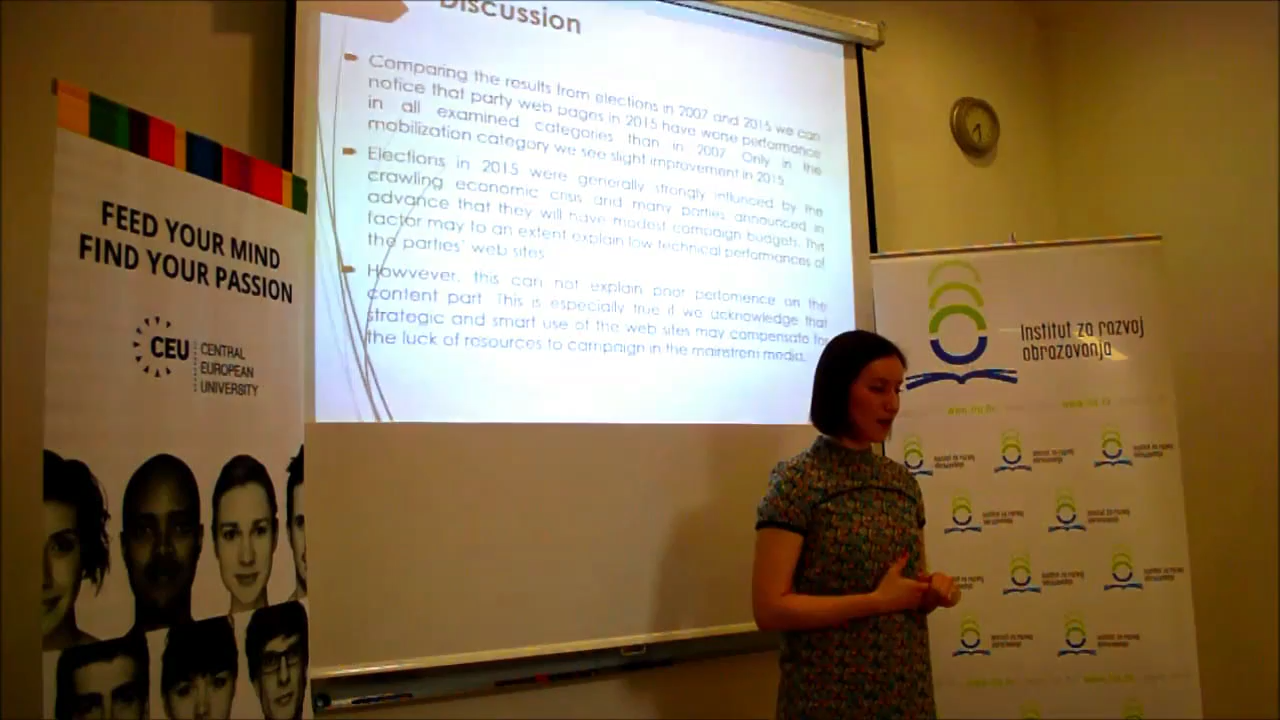 Discussion
Comparing the results from elections in 2007 and 2015 we can
notice that party web pages in 2015 have worse performance
in all examined categories than in 2007. Only in the
mobilization category we see slight improvement in 2015.
Elections in 2015 were generally strongly influnced by the
crawling economic crisis and many parties announced in
advance that they will have modest campaign budgets. This
factor may to an extent explain low technical performances of
the parties' web sites.
Howvever, this can not explain prior perfomence on the
content part. This is especially true if we acknowledge that
strategic and smart use of the web sites may compensate for
the luck of resources to campaign in the mainstrem media.
FEED YOUR MIND
FIND YOUR PASSION
CEU
CENTRAL
EUROPEAN
UNIVERSITY
Institut za razvoj
obrazovanja